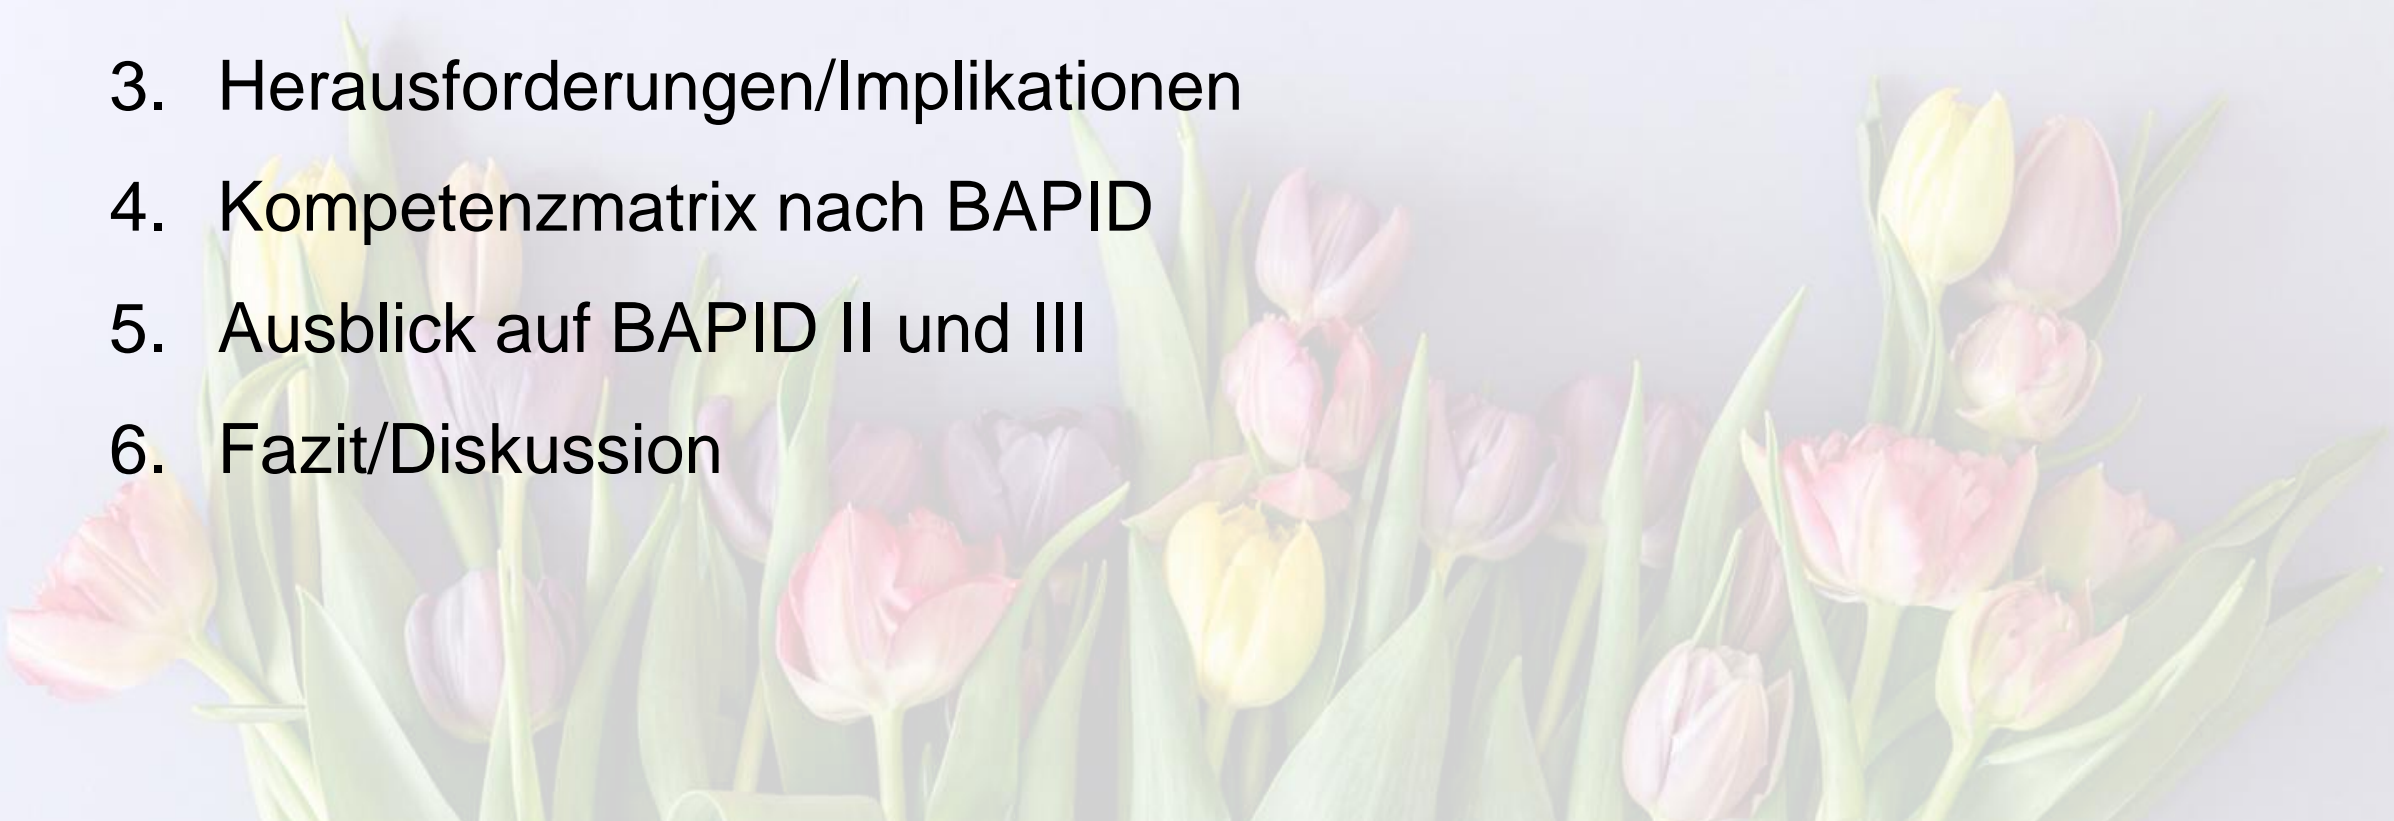 3. Herausforderungen/Implikationen
4. Kompetenzmatrix nach BAPID
5. Ausblick auf BAPID II und III
6. Fazit/Diskussion